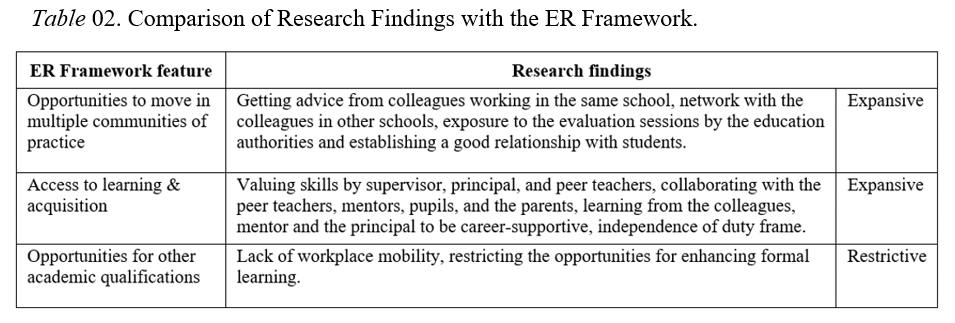 Table 02. Comparison of Research Findings with the ER Framework.
ER Framework feature Research findings
Opportunities to move in
multiple communities of
practice
Getting advice from colleagues working in the same school, network with the
colleagues in other schools, exposure to the evaluation sessions by the education
authorities and establishing a good relationship with students.
Expansive
Access to learning &
acquisition
Valuing skills by supervisor, principal, and peer teachers, collaborating with the
peer teachers, mentors, pupils, and the parents, learning from the colleagues,
mentor and the principal to be career-supportive, independence of duty frame.
Expansive
Opportunities for other
academic qualifications
Lack of workplace mobility, restricting the opportunities for enhancing formal
learning.
Restrictive